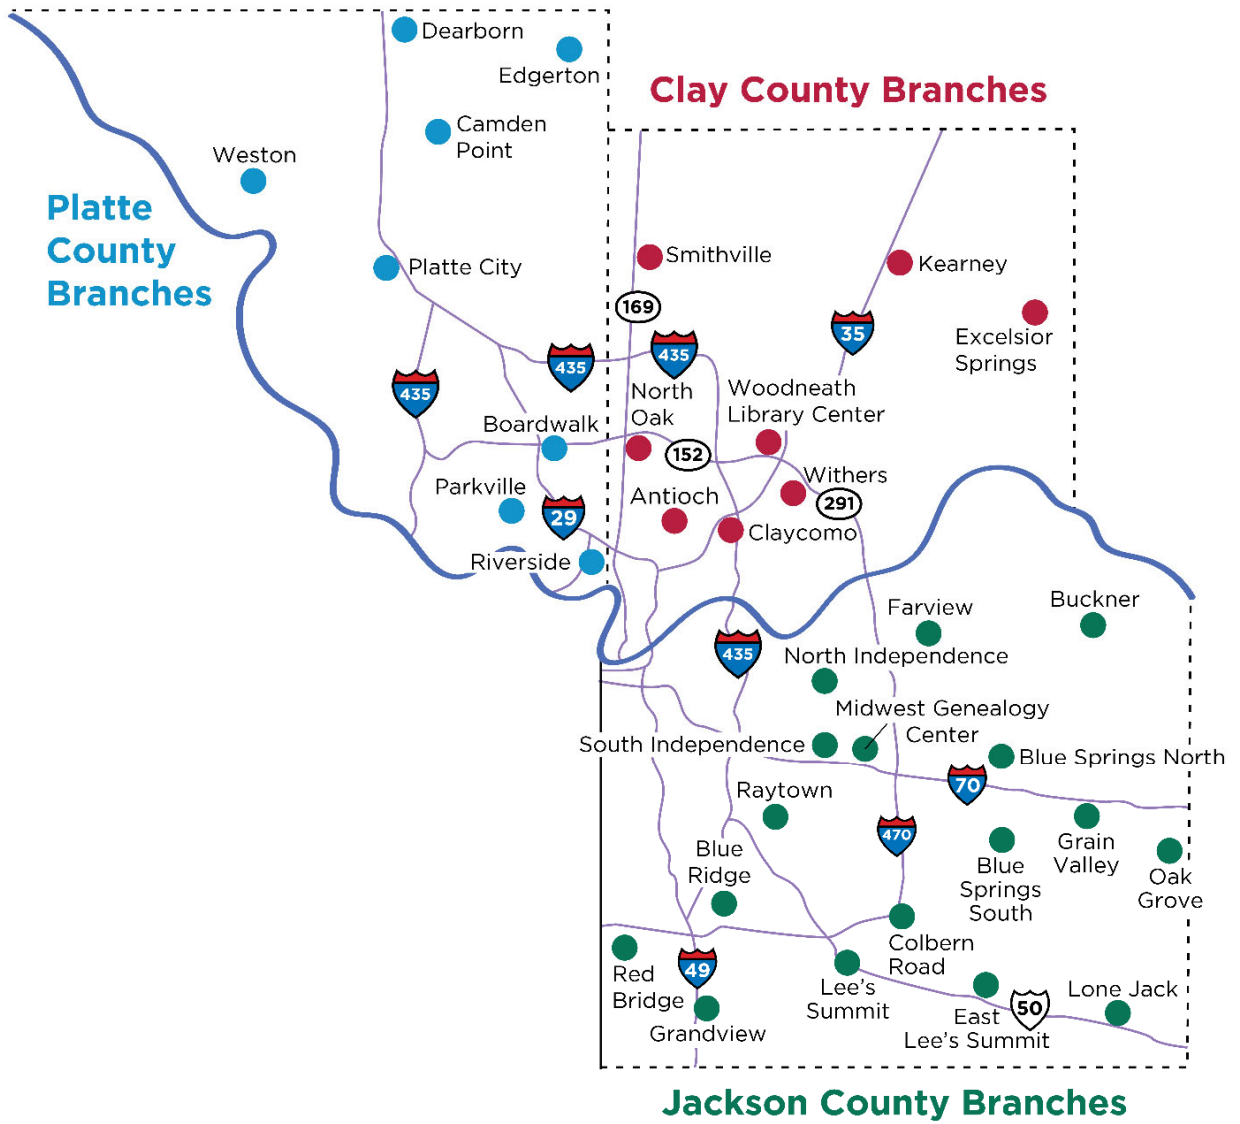 Dearborn
Edgerton
Clay County Branches
Camden
Point
Weston
Platte
County
Branches
Platte City
Smithville
Kearney
169
35
Excelsior
Springs
435
435
435
North
Oak
Woodneath
Library Center
Boardwalk
152
Withers
Parkville
Antioch
291
29
Claycomo
Riverside
Farview
Buckner
435
North Independence
Midwest Genealogy
Center
South Independence
Blue Springs North
70
Raytown
470
Grain
Valley
Blue
Ridge
Blue
Springs
South
Oak
Grove
Colbern
Road
Red
Bridge
49
Lee's
Summit
Lone Jack
50
East
Lee's Summit
Grandview
Jackson County Branches